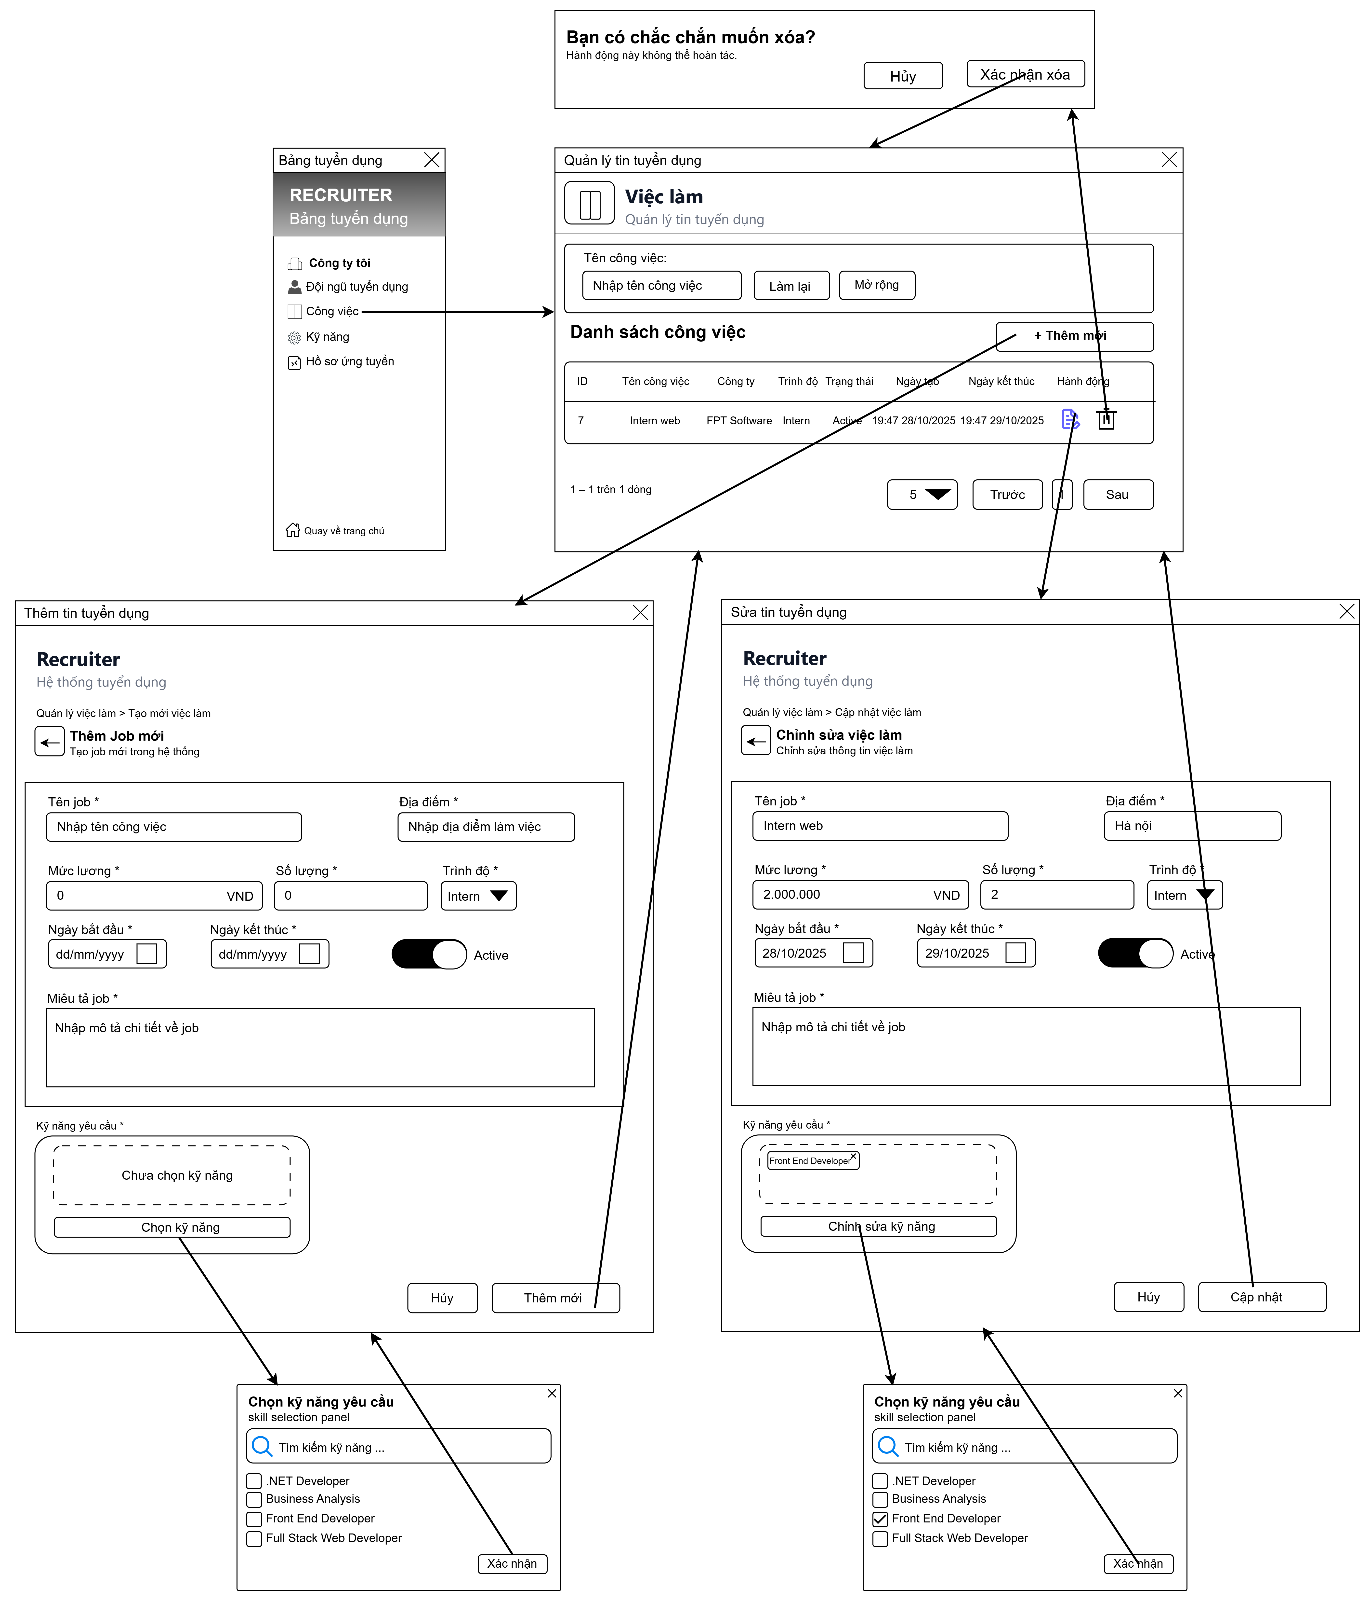 Bạn có chắc chắn muốn xóa?
Hành động này không thể hoàn tác.
Hủy
Xác nhận xóa
Bảng tuyển dụng
RECRUITER
Bảng tuyển dụng
Công ty tôi
Đội ngũ tuyển dụng
Công việc
Kỹ năng
Hồ sơ ứng tuyển
Quay về trang chủ
Quản lý tin tuyển dụng
Việc làm
Quản lý tin tuyển dụng
Tên công việc:
Nhập tên công việc
Làm lại
Mở rộng
Danh sách công việc
+ Thêm mới
ID Tên công việc Công ty Trình độ Trạng thái Ngày tạo Ngày kết thúc Hành động
7 Intern web FPT Software Intern Active 19:47 28/10/2025 19:47 29/10/2025
1 – 1 trên 1 dòng
5
Trước
1
Sau
Thêm tin tuyển dụng
Recruiter
Hệ thống tuyển dụng
Quản lý việc làm > Tạo mới việc làm
Thêm Job mới
Tạo job mới trong hệ thống
Tên job * Địa điểm *
Nhập tên công việc Nhập địa điểm làm việc
Mức lương * Số lượng * Trình độ *
0 VND 0 Intern
Ngày bắt đầu * Ngày kết thúc *
dd/mm/yyyy dd/mm/yyyy Active
Miêu tả job *
Nhập mô tả chi tiết về job
Kỹ năng yêu cầu *
Chưa chọn kỹ năng
Chọn kỹ năng
Hủy
Thêm mới
Sửa tin tuyển dụng
Recruiter
Hệ thống tuyển dụng
Quản lý việc làm > Cập nhật việc làm
Chỉnh sửa việc làm
Chỉnh sửa thông tin việc làm
Tên job * Địa điểm *
Intern web Hà nội
Mức lương * Số lượng * Trình độ *
2.000.000 VND 2 Intern
Ngày bắt đầu * Ngày kết thúc *
28/10/2025 29/10/2025 Active
Miêu tả job *
Nhập mô tả chi tiết về job
Kỹ năng yêu cầu *
Front End Developer
Chỉnh sửa kỹ năng
Hủy
Cập nhật
Chọn kỹ năng yêu cầu
skill selection panel
Tìm kiếm kỹ năng ...
.NET Developer
Business Analysis
Front End Developer
Full Stack Web Developer
Xác nhận
Chọn kỹ năng yêu cầu
skill selection panel
Tìm kiếm kỹ năng ...
.NET Developer
Business Analysis
Front End Developer
Full Stack Web Developer
Xác nhận